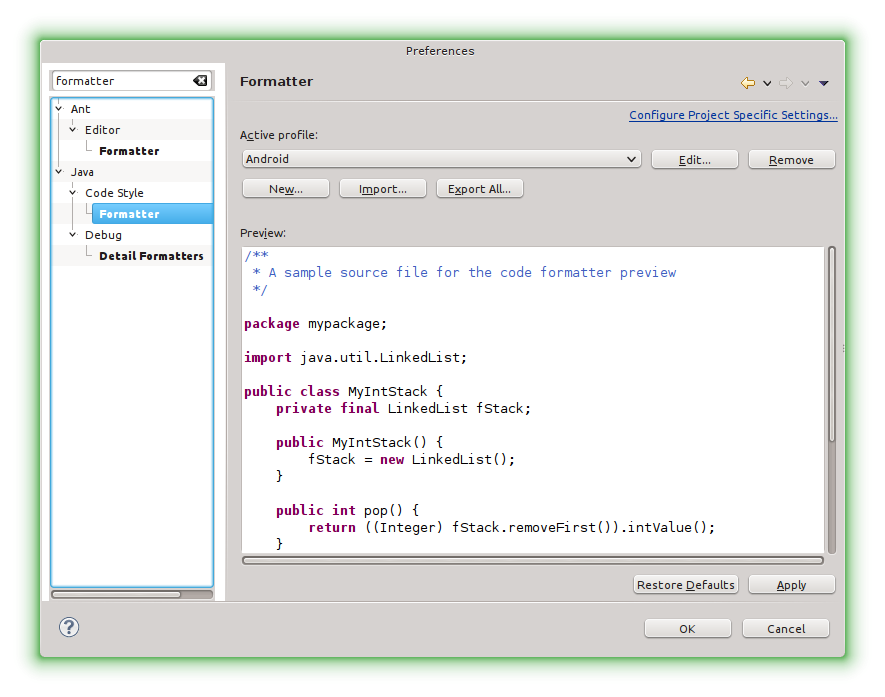 Preferences
formatter
Ant
Editor
Formatter
Java
Code Style
Formatter
Debug
Detail Formatters
Formatter
Configure Project Specific Settings...
Active profile:
Android
Edit...
Remove
New...
Import...
Export All...
Preview:
/**
 * A sample source file for the code formatter preview
 */
package mypackage;
import java.util.LinkedList;
public class MyIntStack {
    private final LinkedList fStack;
    public MyIntStack() {
        fStack = new LinkedList();
    }
    public int pop() {
        return ((Integer) fStack.removeFirst()).intValue();
    }
Restore Defaults
Apply
?
OK
Cancel